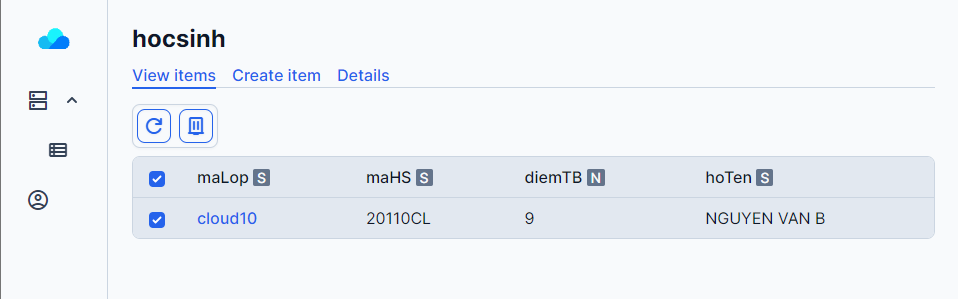 hocsinh
View items Create item Details
maLop S maHS S diemTB N hoTen S
cloud10 20110CL 9 NGUYEN VAN B